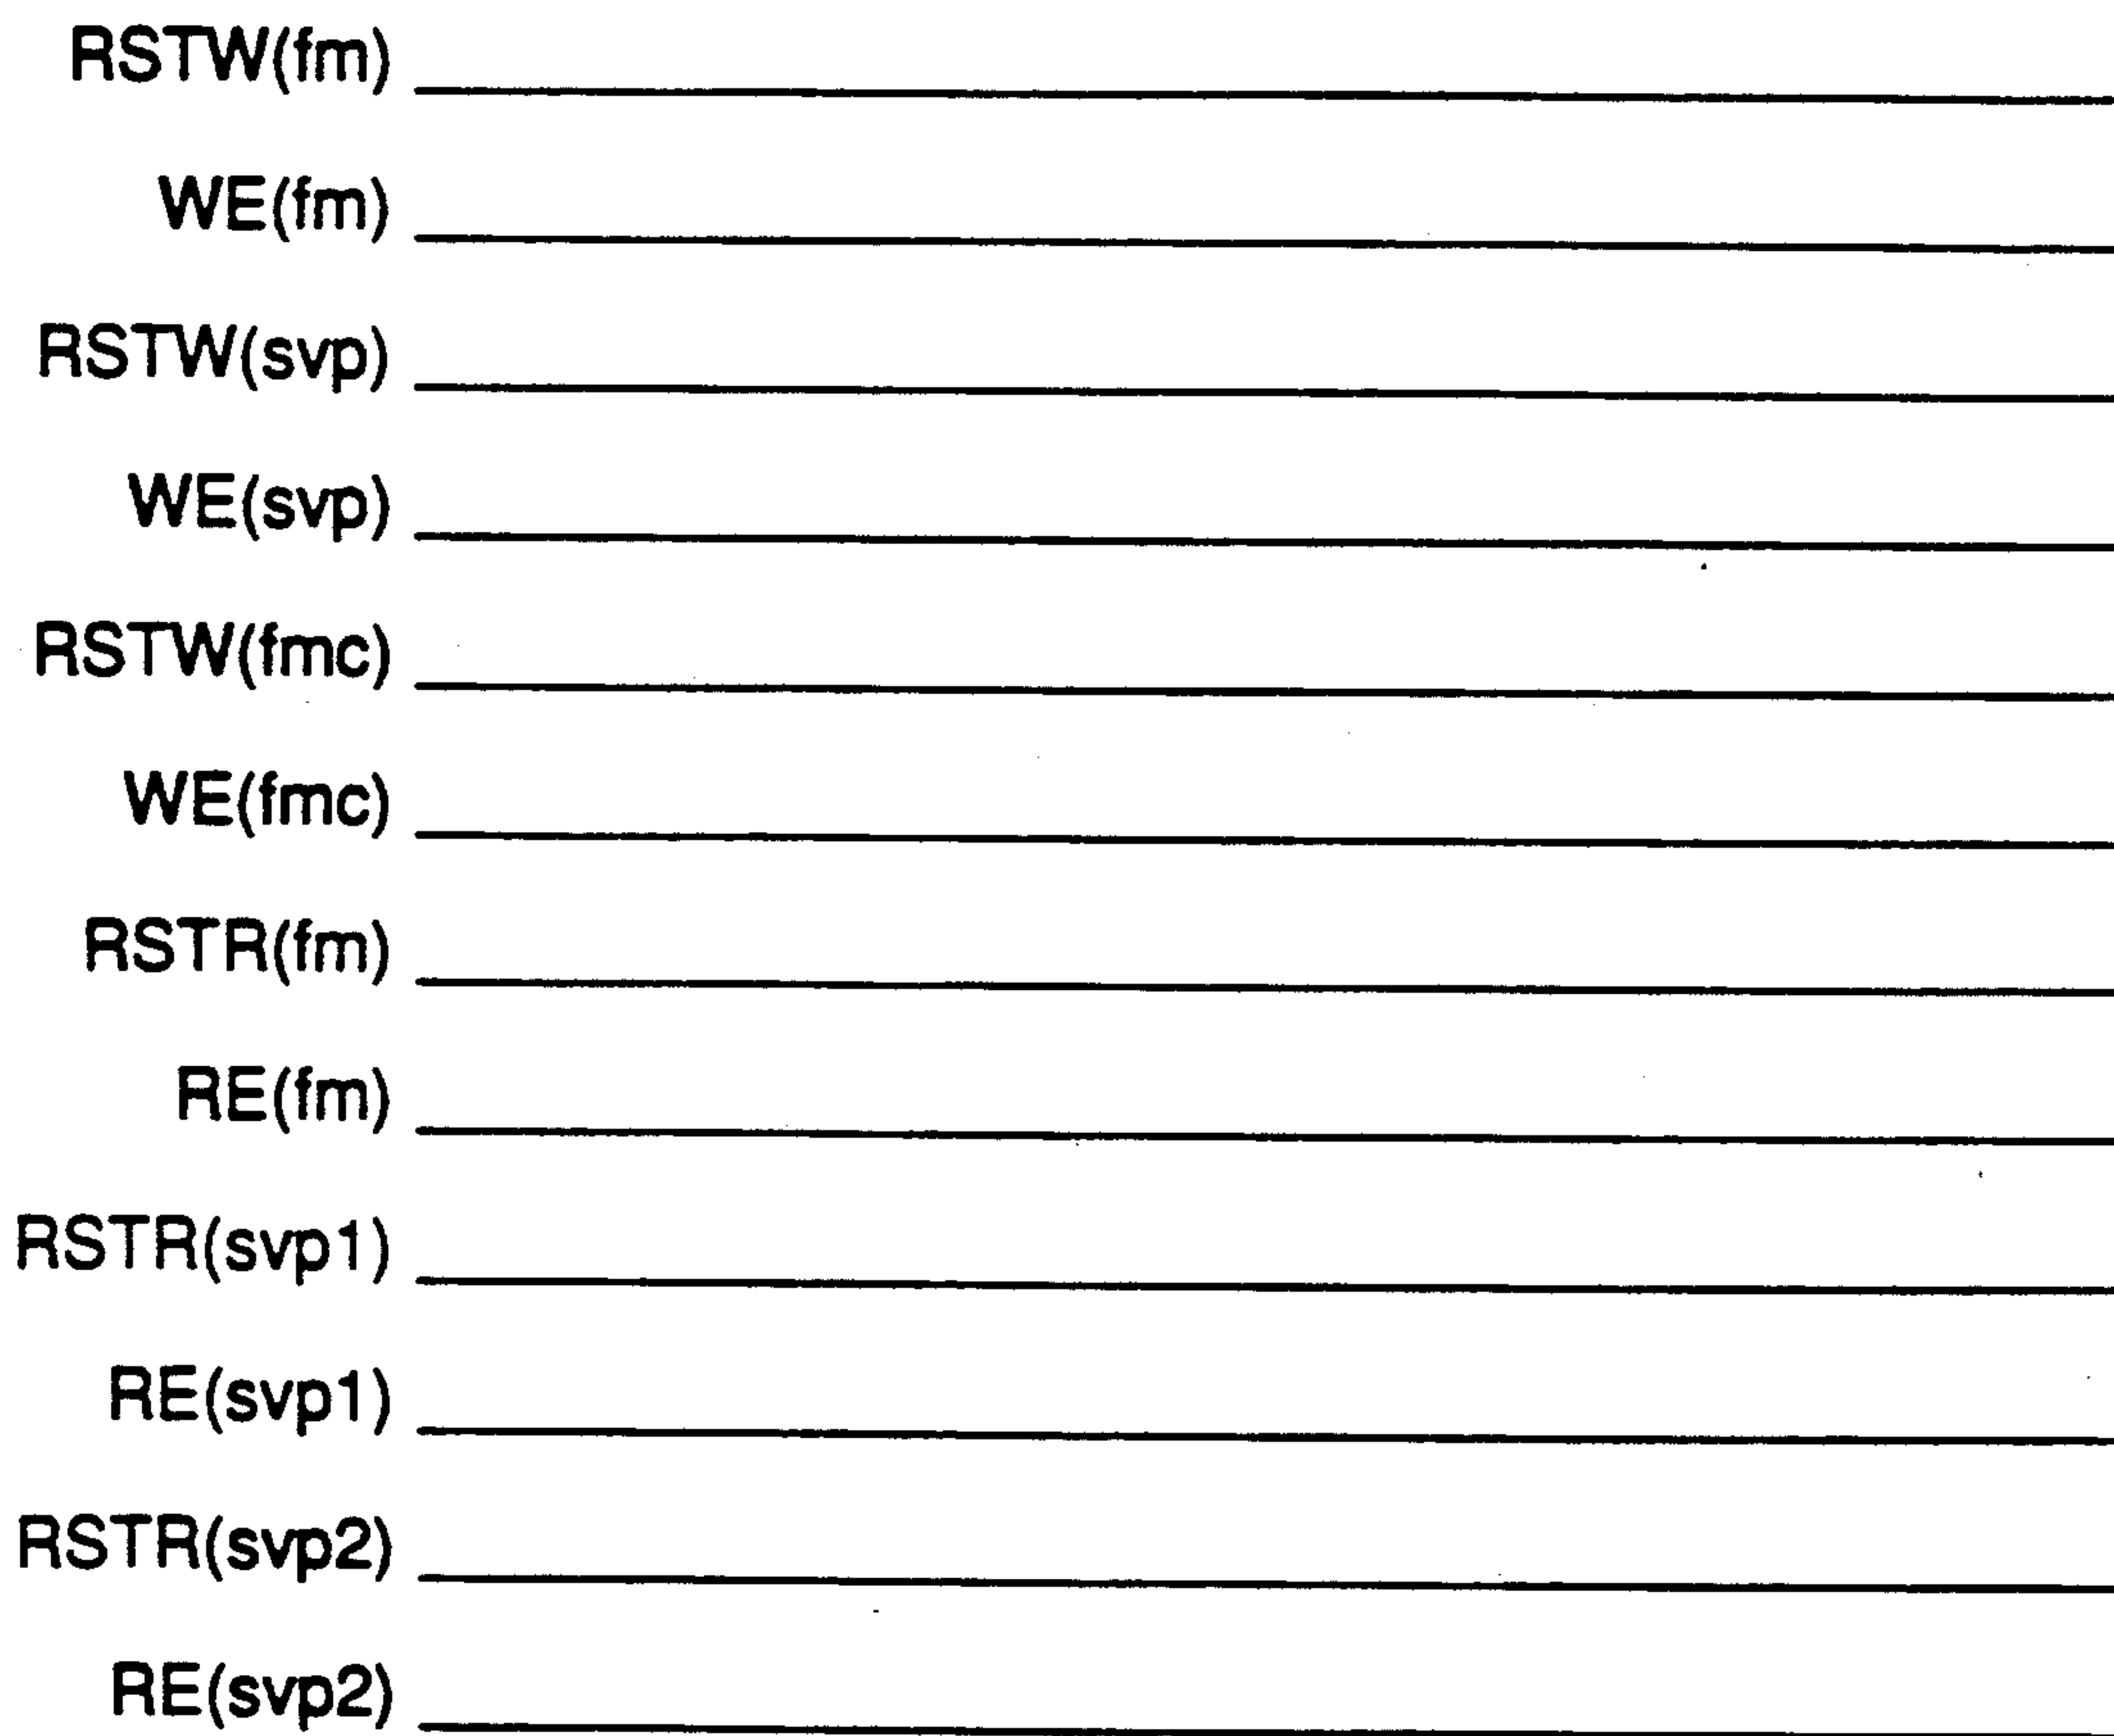 RSTW(fm)
WE(fm)
RSTW(svp)
WE(svp)
RSTW(fmc)
WE(fmc)
RSTR(fm)
RE(fm)
RSTR(svp1)
RE(svp1)
RSTR(svp2)
RE(svp2)